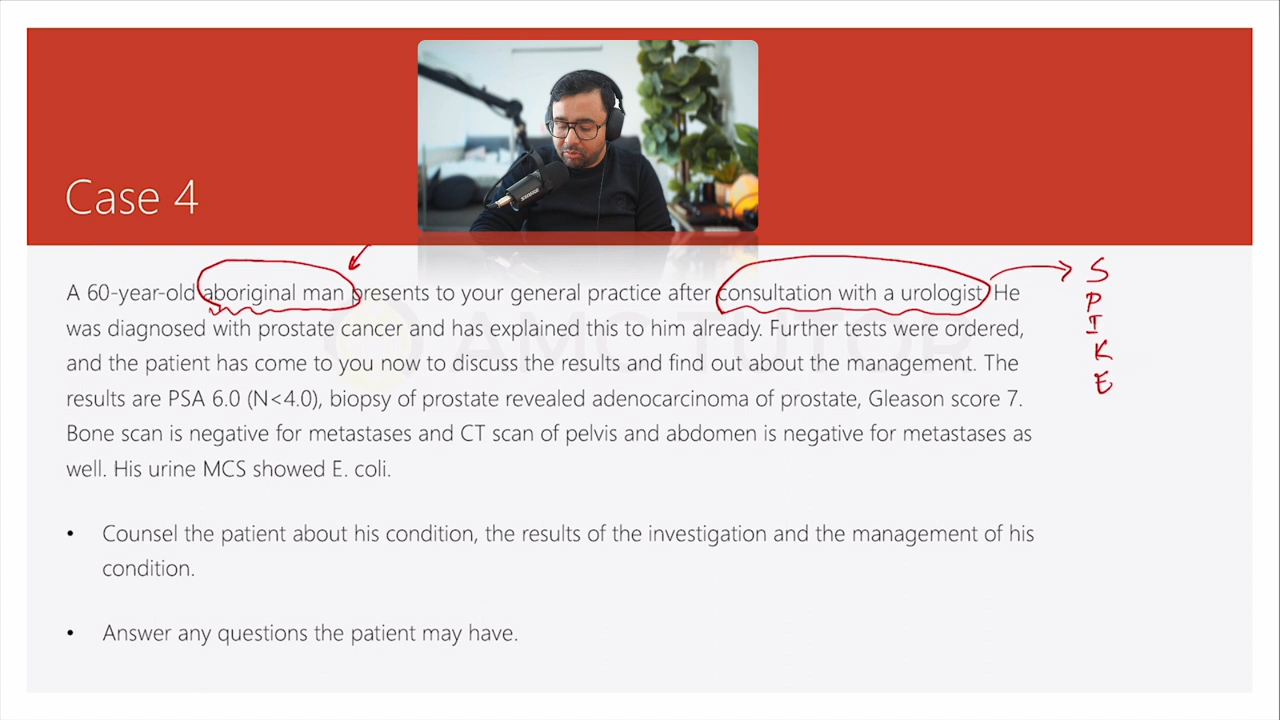 Case 4
A 60-year-old aboriginal man presents to your general practice after consultation with a urologist. He
was diagnosed with prostate cancer and has explained this to him already. Further tests were ordered,
and the patient has come to you now to discuss the results and find out about the management. The
results are PSA 6.0 (N<4.0), biopsy of prostate revealed adenocarcinoma of prostate, Gleason score 7.
Bone scan is negative for metastases and CT scan of pelvis and abdomen is negative for metastases as
well. His urine MCS showed E. coli.
• Counsel the patient about his condition, the results of the investigation and the management of his
condition.
• Answer any questions the patient may have.
S
P
I
K
E
AMC TUTOR